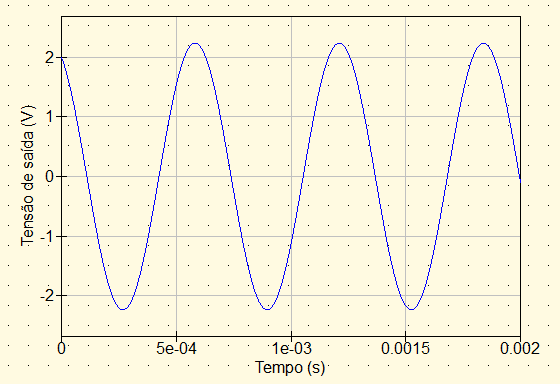 Tensão de saída (V)
2
1
0
-1
-2
0 5e-04 1e-03 0.0015 0.002
Tempo (s)